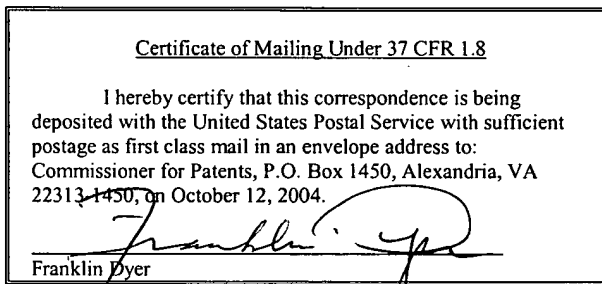 Certificate of Mailing Under 37 CFR 1.8
I hereby certify that this correspondence is being
deposited with the United States Postal Service with sufficient
postage as first class mail in an envelope address to:
Commissioner for Patents, P.O. Box 1450, Alexandria, VA
22313-1450, on October 12, 2004.
Franklin Dyer
Franklin Dyer